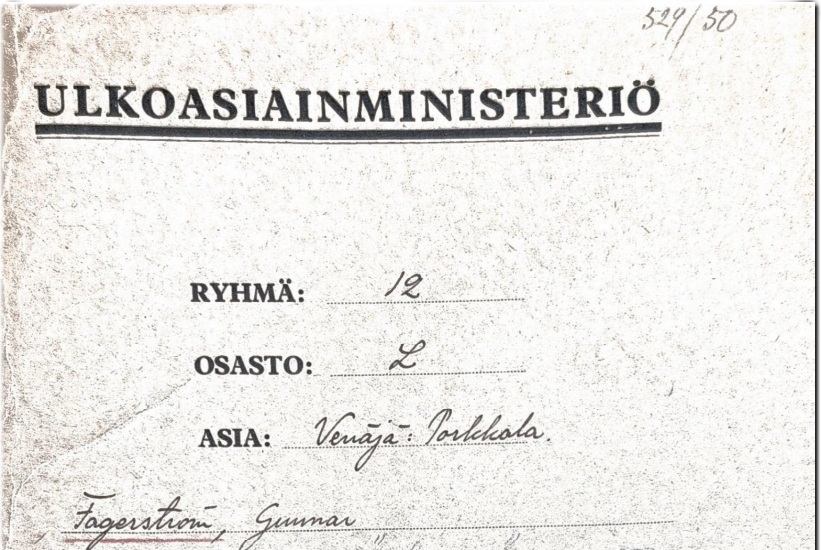 529/50
ULKOASIAINMINISTERIÖ
RYHMÄ: 12
OSASTO: L
ASIA: Venäjä: Porkkala.
Fagerström, Gunnar
" "